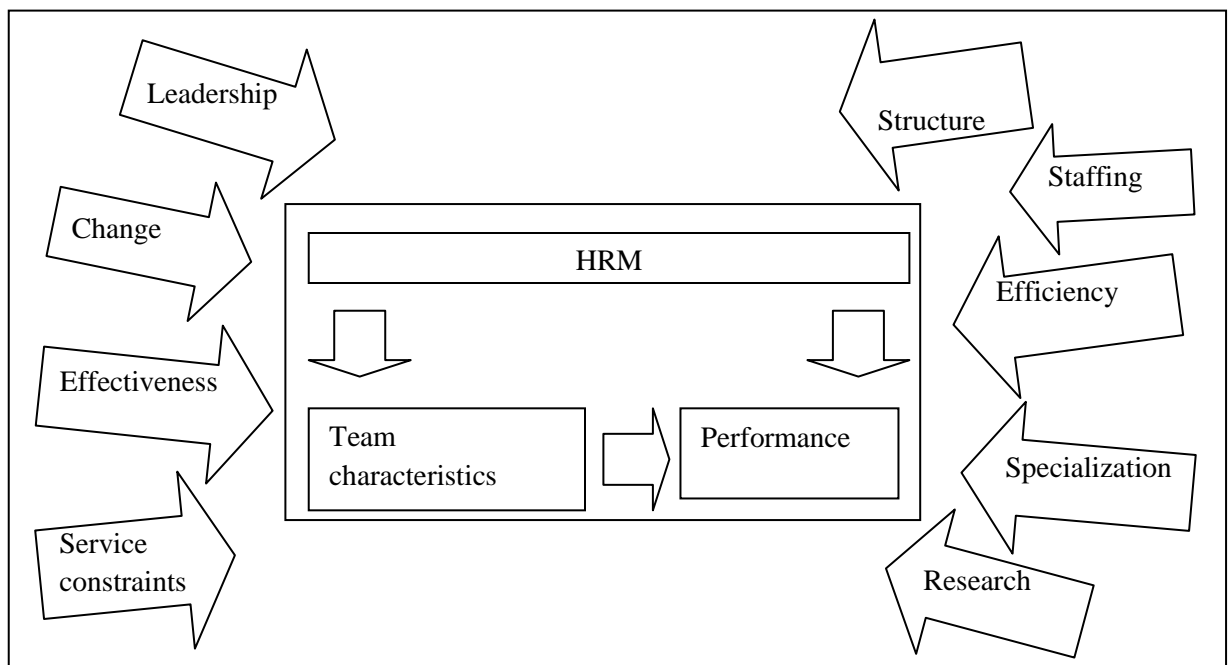 Leadership
Structure
Staffing
Change
HRM
Efficiency
Effectiveness
Team
characteristics
Performance
Specialization
Service
constraints
Research